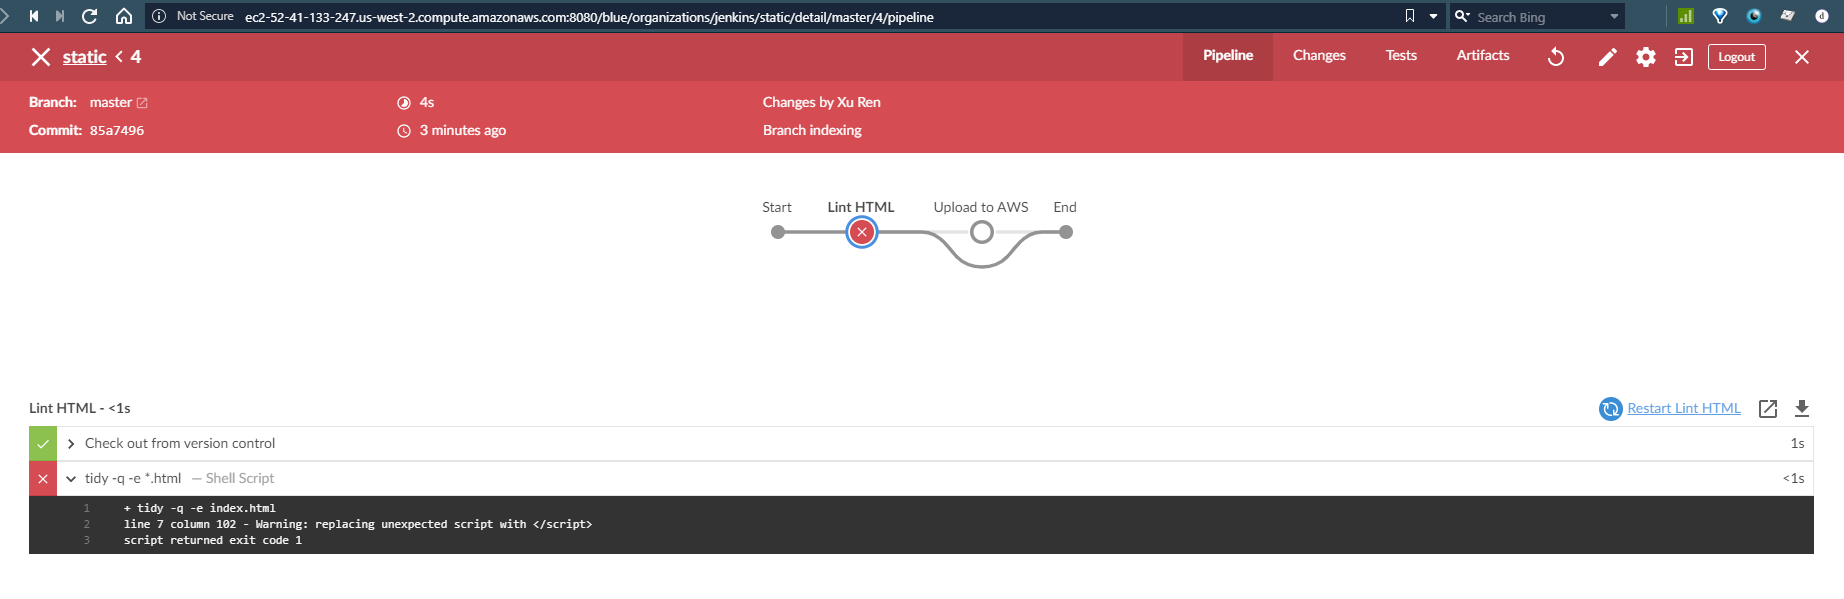 Not Secure ec2-52-41-133-247.us-west-2.compute.amazonaws.com:8080/blue/organizations/jenkins/static/detail/master/4/pipeline Search Bing d
static < 4 Pipeline Changes Tests Artifacts Logout
Branch: master 4s Changes by Xu Ren
Commit: 85a7496 3 minutes ago Branch indexing
Start Lint HTML Upload to AWS End
Lint HTML - <1s Restart Lint HTML
Check out from version control 1s
tidy -q -e *.html — Shell Script <1s
1 + tidy -q -e index.html
2 line 7 column 102 - Warning: replacing unexpected script with </script>
3 script returned exit code 1